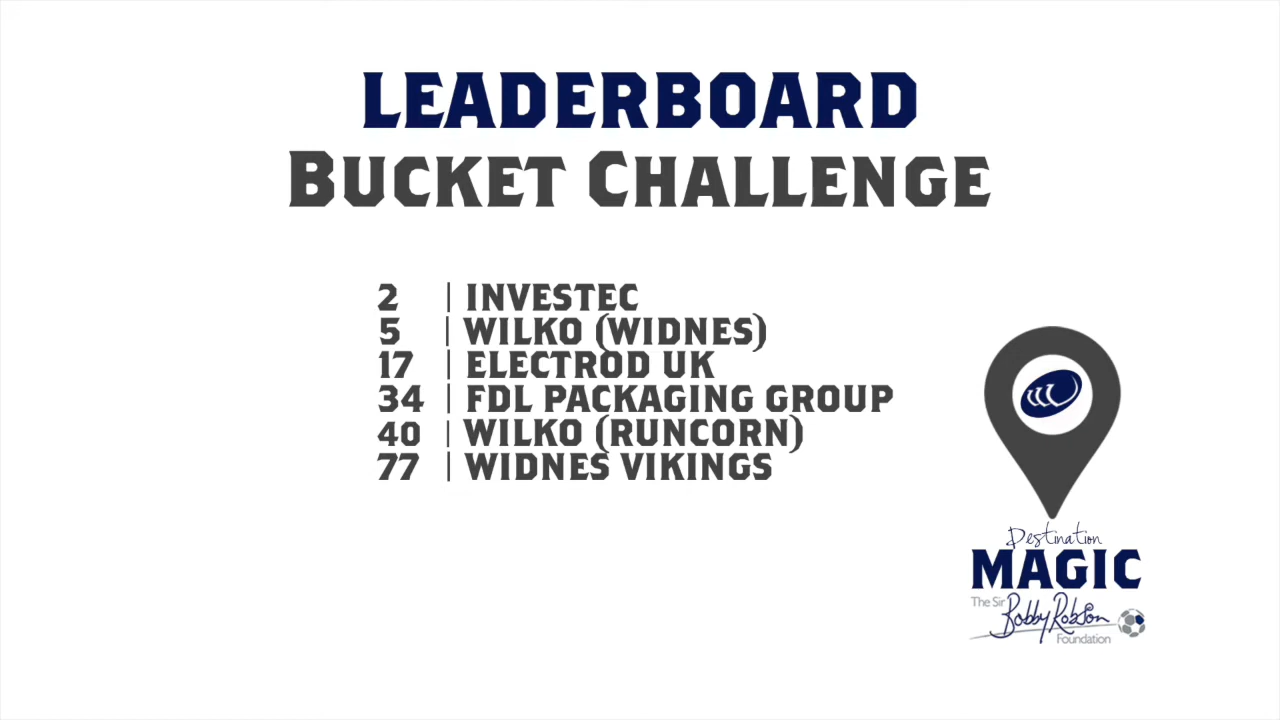 LEADERBOARD
BUCKET CHALLENGE
2 | INVESTEC
5 | WILKO (WIDNES)
17 | ELECTROD UK
34 | FDL PACKAGING GROUP
40 | WILKO (RUNCORN)
77 | WIDNES VIKINGS
Destination
MAGIC
The Sir
Bobby Robson
Foundation